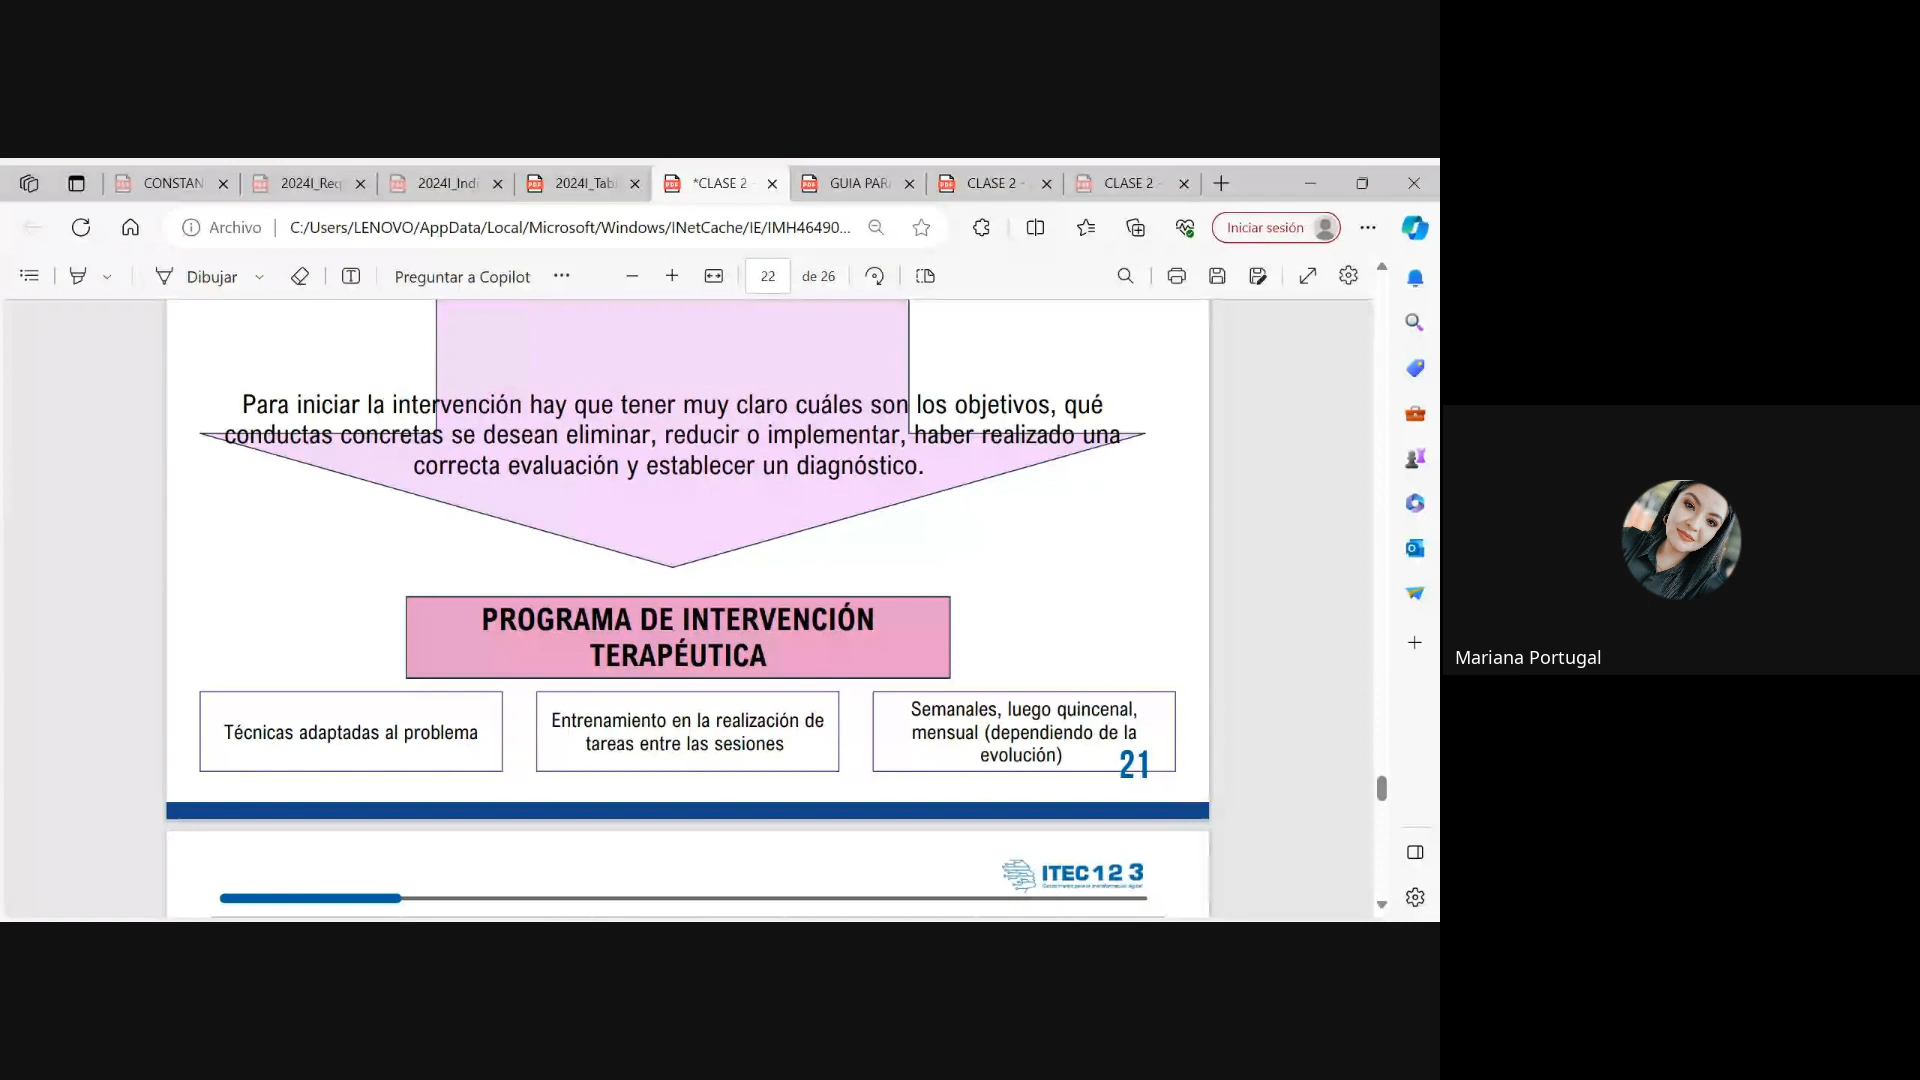 CONSTAN
2024I_Req
2024I_Indi
2024I_Tabl
*CLASE 2
GUIA PAR
CLASE 2 -
CLASE 2 -
Archivo
C:/Users/LENOVO/AppData/Local/Microsoft/Windows/INetCache/IE/IMH46490...
Iniciar sesión
Dibujar
Preguntar a Copilot
22
de 26
Para iniciar la intervención hay que tener muy claro cuáles son los objetivos, qué
conductas concretas se desean eliminar, reducir o implementar, haber realizado una
correcta evaluación y establecer un diagnóstico.
PROGRAMA DE INTERVENCIÓN
TERAPÉUTICA
Técnicas adaptadas al problema
Entrenamiento en la realización de
tareas entre las sesiones
Semanales, luego quincenal,
mensual (dependiendo de la
evolución)
21
ITEC 1 2 3
Mariana Portugal